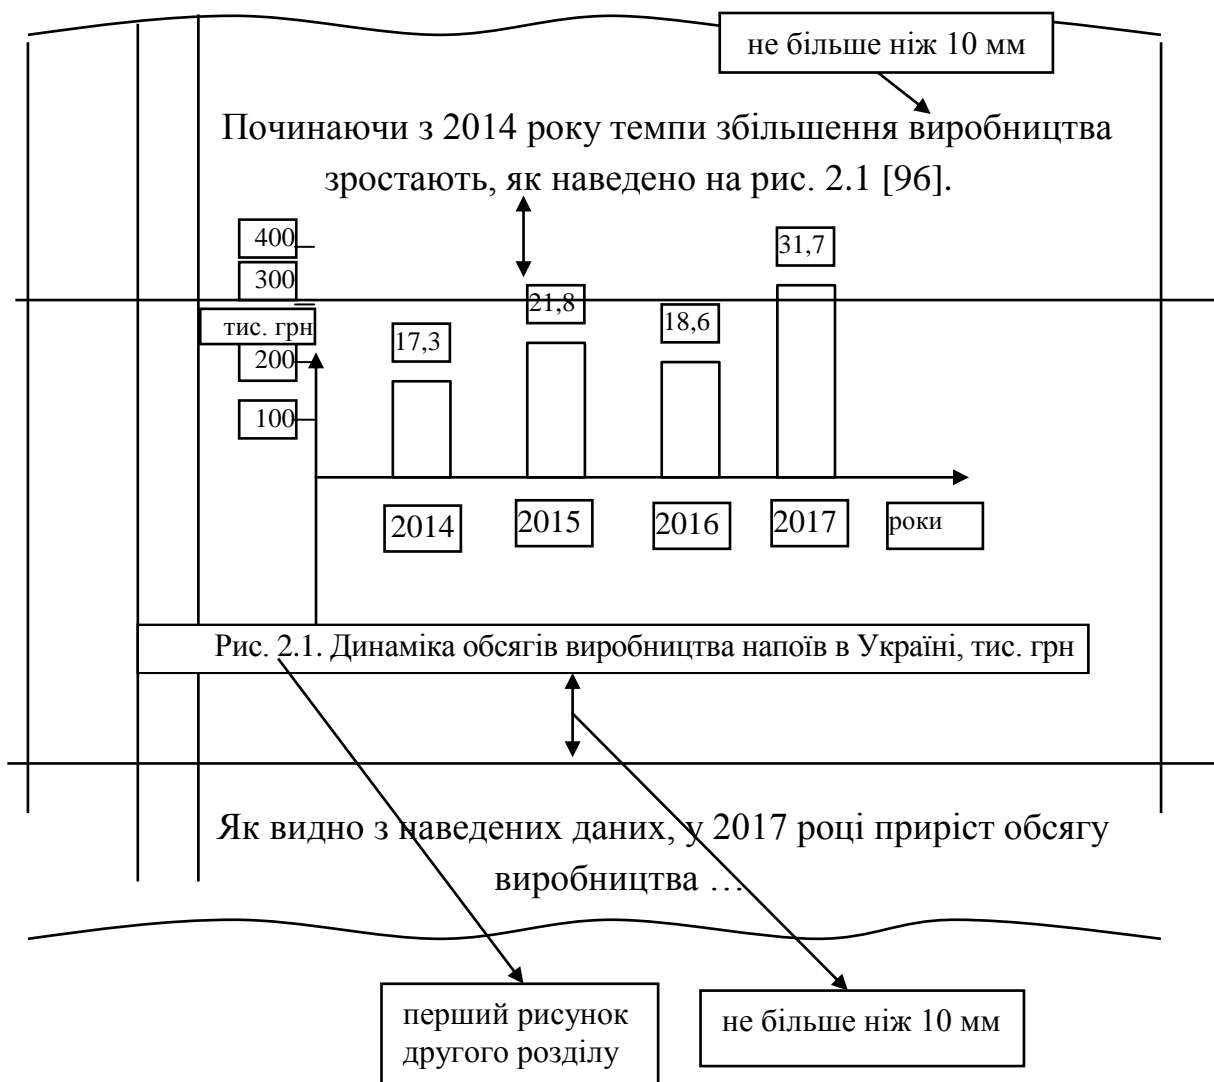 не більше ніж 10 мм
Починаючи з 2014 року темпи збільшення виробництва
зростають, як наведено на рис. 2.1 [96].
400
300
тис. грн
200
100
17,3
21,8
18,6
31,7
2014
2015
2016
2017
роки
Рис. 2.1. Динаміка обсягів виробництва напоїв в Україні, тис. грн
Як видно з наведених даних, у 2017 році приріст обсягу
виробництва …
перший рисунок
другого розділу
не більше ніж 10 мм